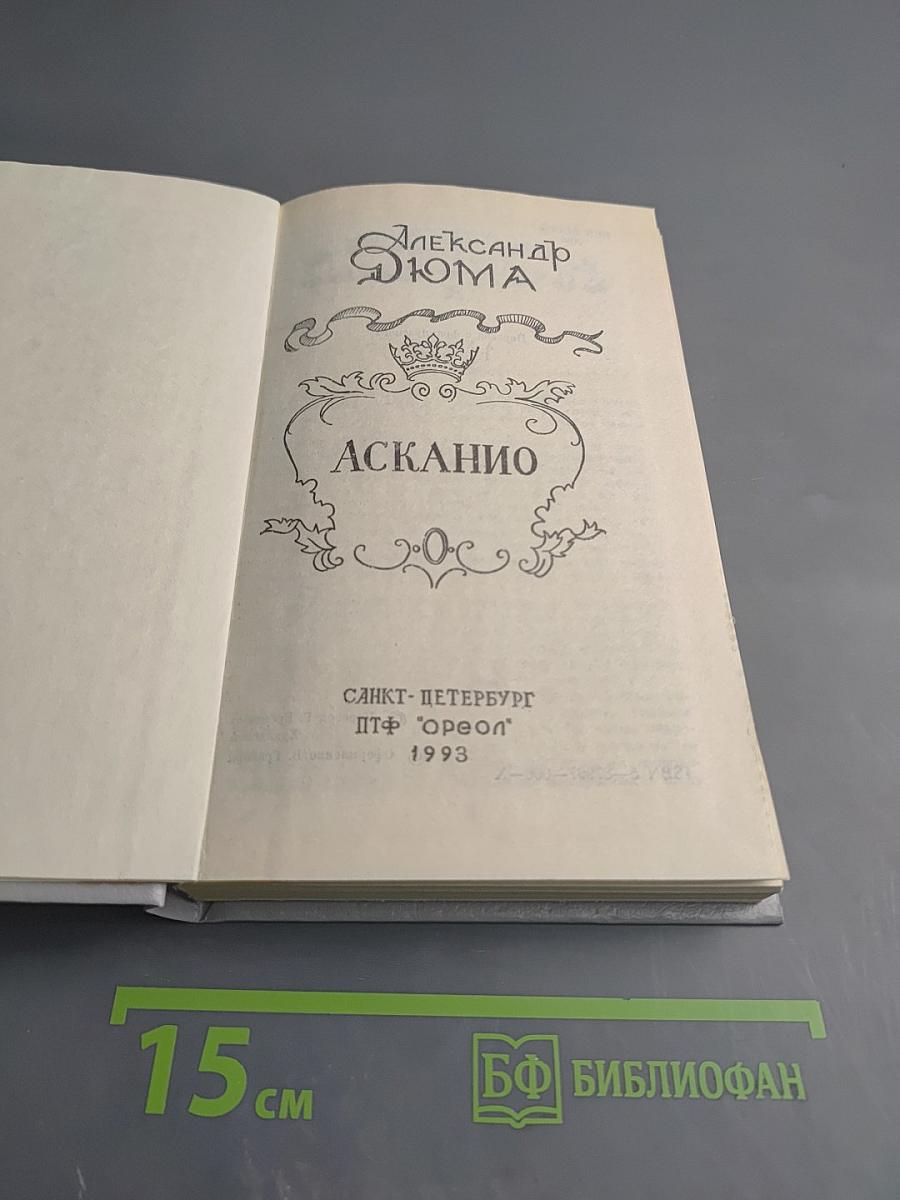 Александр
Дюма
АСКАНИО
САНКТ-ПЕТЕРБУРГ
ПТФ "ОРЕОЛ"
1993
15 см
БФ БИБЛИОФАН